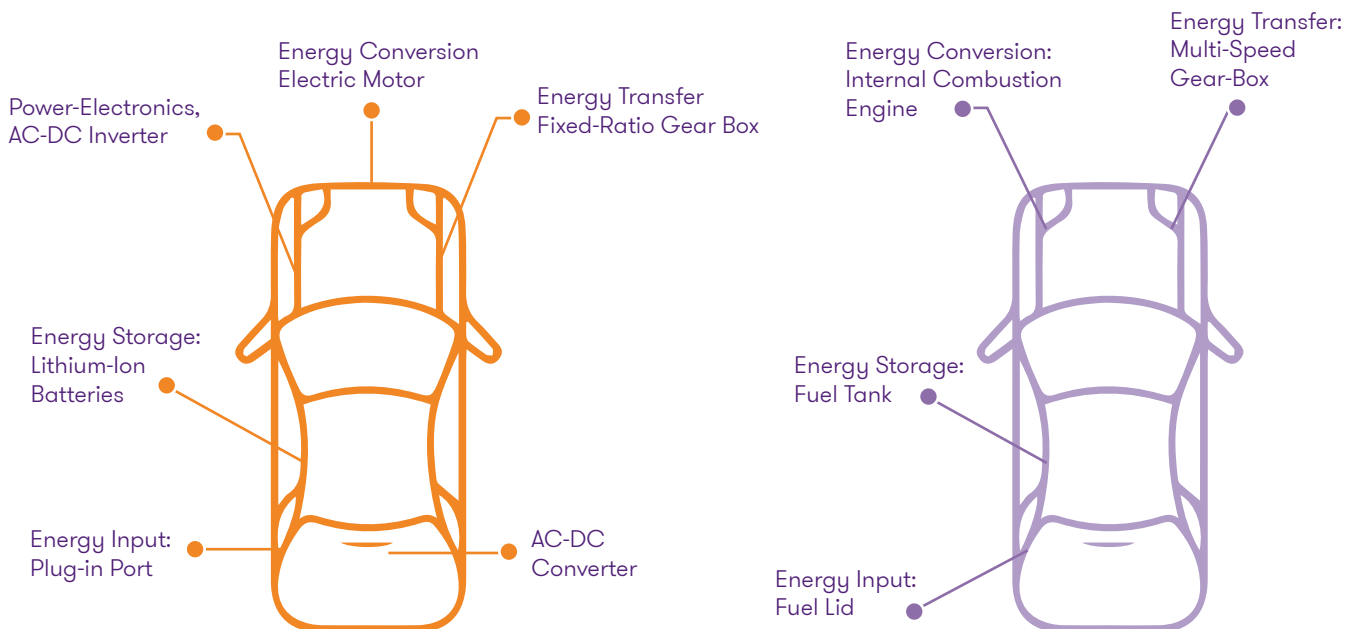 Energy Conversion
Electric Motor
Power-Electronics,
AC-DC Inverter
Energy Transfer
Fixed-Ratio Gear Box
Energy Storage:
Lithium-Ion
Batteries
Energy Input:
Plug-in Port
AC-DC
Converter
Energy Conversion:
Internal Combustion
Engine
Energy Transfer:
Multi-Speed
Gear-Box
Energy Storage:
Fuel Tank
Energy Input:
Fuel Lid